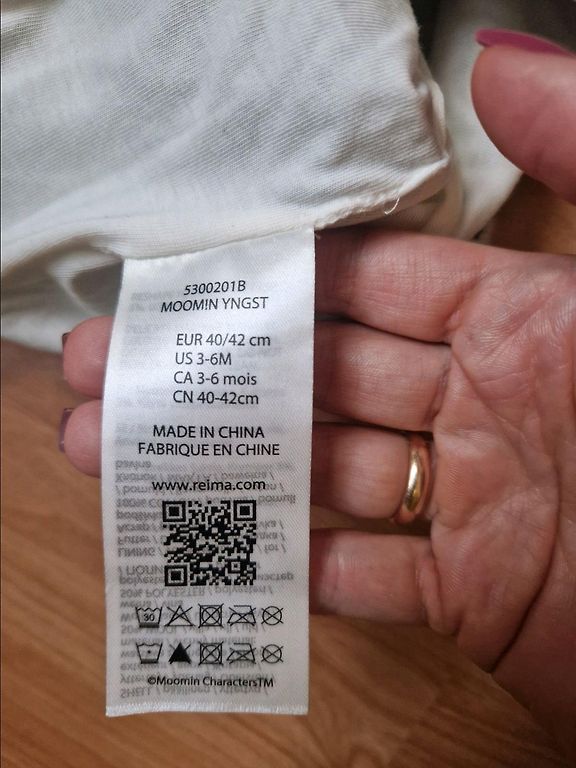 5300201B
MOOMIN YNGST
EUR 40/42 cm
US 3-6M
CA 3-6 mois
CN 40-42cm
MADE IN CHINA
FABRIQUE EN CHINE
www.reima.com
30
©Moomin Characters™